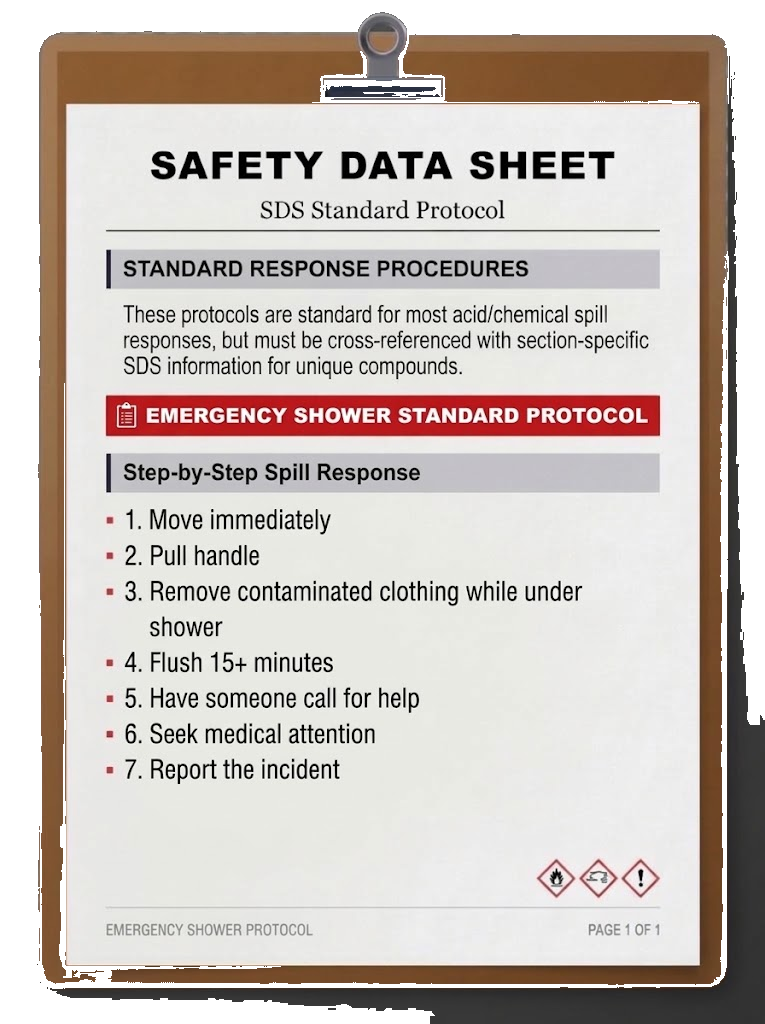 SAFETY DATA SHEET
SDS Standard Protocol
STANDARD RESPONSE PROCEDURES
These protocols are standard for most acid/chemical spill
responses, but must be cross-referenced with section-specific
SDS information for unique compounds.
EMERGENCY SHOWER STANDARD PROTOCOL
Step-by-Step Spill Response
▪ 1. Move immediately
▪ 2. Pull handle
▪ 3. Remove contaminated clothing while under
shower
▪ 4. Flush 15+ minutes
▪ 5. Have someone call for help
▪ 6. Seek medical attention
▪ 7. Report the incident
EMERGENCY SHOWER PROTOCOL
PAGE 1 OF 1